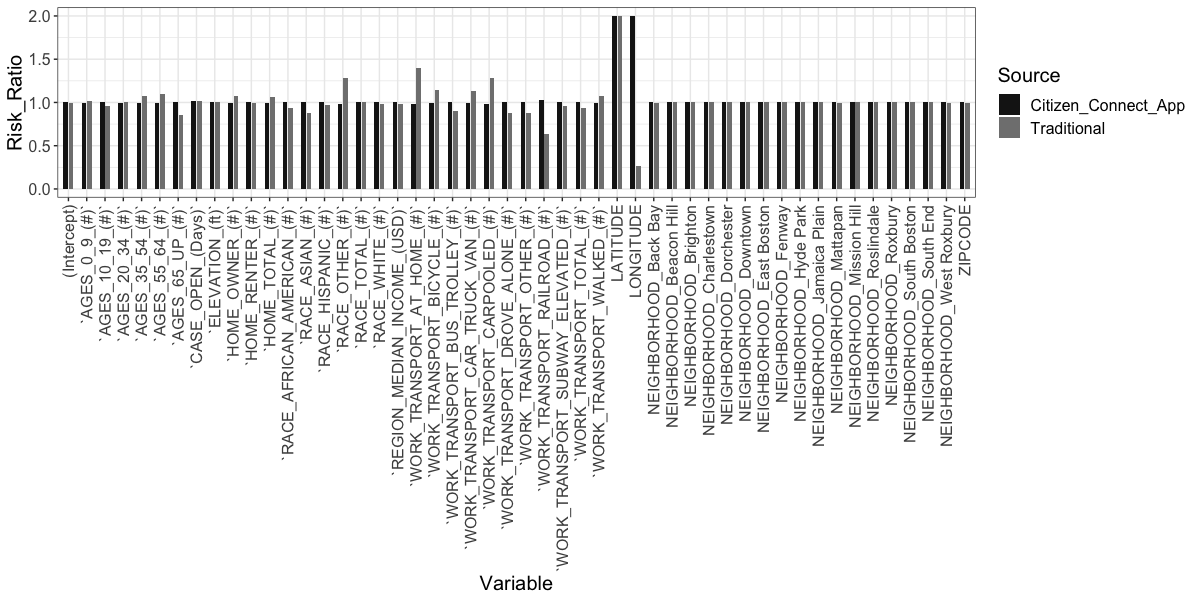 2.0
1.5
1.0
0.5
0.0
Risk_Ratio
(Intercept)
`AGES_0_9_(#)`
`AGES_10_19_(#)`
`AGES_20_34_(#)`
`AGES_35_54_(#)`
`AGES_55_64_(#)`
`AGES_65_UP_(#)`
`CASE_OPEN_(Days)`
`ELEVATION_(ft)`
`HOME_OWNER_(#)`
`HOME_RENTER_(#)`
`HOME_TOTAL_(#)`
`RACE_AFRICAN_AMERICAN_(#)`
`RACE_ASIAN_(#)`
`RACE_HISPANIC_(#)`
`RACE_OTHER_(#)`
`RACE_TOTAL_(#)`
`RACE_WHITE_(#)`
`REGION_MEDIAN_INCOME_(USD)`
`WORK_TRANSPORT_AT_HOME_(#)`
`WORK_TRANSPORT_BICYCLE_(#)`
`WORK_TRANSPORT_BUS_TROLLEY_(#)`
`WORK_TRANSPORT_CAR_TRUCK_VAN_(#)`
`WORK_TRANSPORT_CARPOOLED_(#)`
`WORK_TRANSPORT_DROVE_ALONE_(#)`
`WORK_TRANSPORT_OTHER_(#)`
`WORK_TRANSPORT_RAILROAD_(#)`
`WORK_TRANSPORT_SUBWAY_ELEVATED_(#)`
`WORK_TRANSPORT_TOTAL_(#)`
`WORK_TRANSPORT_WALKED_(#)`
LATITUDE
LONGITUDE
NEIGHBORHOOD_Back Bay
NEIGHBORHOOD_Beacon Hill
NEIGHBORHOOD_Brighton
NEIGHBORHOOD_Charlestown
NEIGHBORHOOD_Dorchester
NEIGHBORHOOD_Downtown
NEIGHBORHOOD_East Boston
NEIGHBORHOOD_Fenway
NEIGHBORHOOD_Hyde Park
NEIGHBORHOOD_Jamaica Plain
NEIGHBORHOOD_Mattapan
NEIGHBORHOOD_Mission Hill
NEIGHBORHOOD_Roslindale
NEIGHBORHOOD_Roxbury
NEIGHBORHOOD_South Boston
NEIGHBORHOOD_South End
NEIGHBORHOOD_West Roxbury
ZIPCODE
Variable
Source
Citizen_Connect_App
Traditional